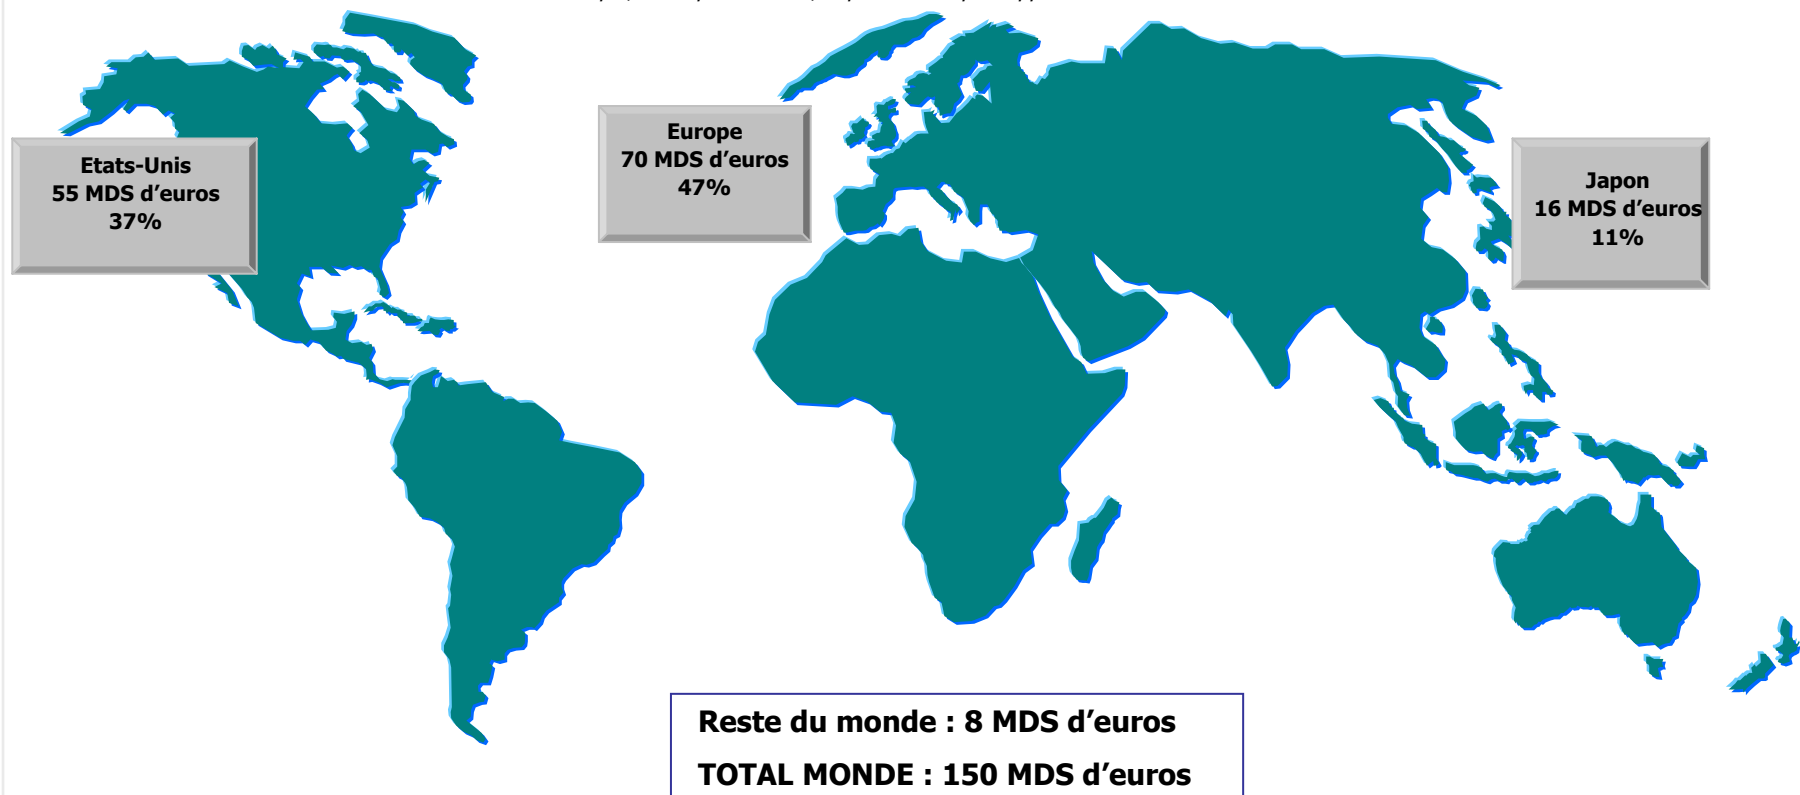 Etats-Unis
55 MDS d’euros
37%
Europe
70 MDS d’euros
47%
Japon
16 MDS d’euros
11%
Reste du monde : 8 MDS d’euros
TOTAL MONDE : 150 MDS d’euros